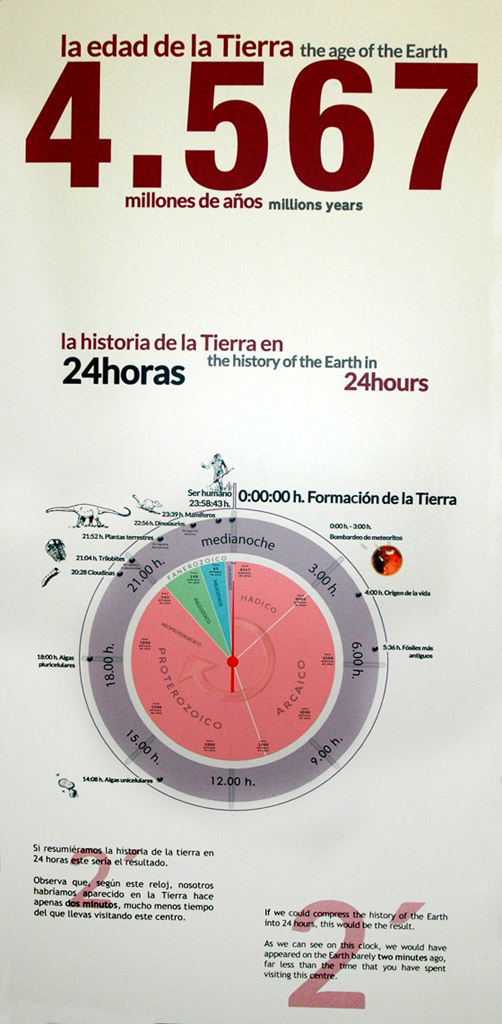 la edad de la Tierra the age of the Earth
4.567
millones de años millions years
la historia de la Tierra en
the history of the Earth in
24horas
24hours
Ser humano
23:58:43 h.
0:00:00 h. Formación de la Tierra
23:39 h. Mamíferos
22:56 h. Dinosaurios
21:52 h. Plantas terrestres
21:04 h. Trilobites
20:28 Cloudinas
0:00 h. - 3:00 h.
Bombardeo de meteoritos
4:00 h. Origen de la vida
5:36 h. Fósiles más
antiguos
18:00 h. Algas
pluricelulares
14:08 h. Algas unicelulares
medianoche
3.00 h.
6.00 h.
9.00 h.
12.00 h.
15.00 h.
18.00 h.
21.00 h.
FANEROZOICO
HÁDICO
ARCAICO
PROTEROZOICO
NEOPROTEROZOICO
PALEOZOICO
Si resumiéramos la historia de la tierra en
24 horas este sería el resultado.
2´
Observa que, según este reloj, nosotros
habríamos aparecido en la Tierra hace
apenas dos minutos, mucho menos tiempo
del que llevas visitando este centro.
If we could compress the history of the Earth
into 24 hours, this would be the result.
2´
As we can see on this clock, we would have
appeared on the Earth barely two minutes ago,
far less than the time that you have spent
visiting this centre.